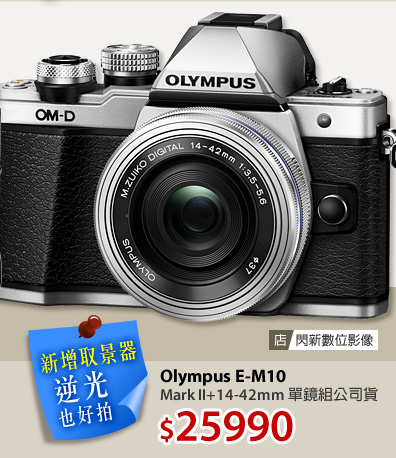 OLYMPUS
OM-D
M.ZUIKO DIGITAL 14-42mm 1:3.5-5.6
OLYMPUS
ø37
店 閃新數位影像
新增取景器
逆光
也好拍
Olympus E-M10
Mark II+14-42mm 單鏡組公司貨
$25990